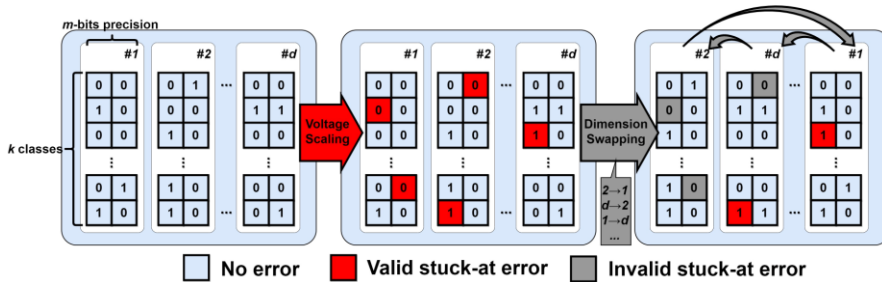 m-bits precision
#1 #2 #d
0 0 0 1 ... 0 0
1 0 0 0 1 1
0 0 1 0 0 0
k classes
⋮ ⋮ ⋮
0 1 1 0 0 0
1 0 0 0 ... 0 1
Voltage
Scaling
#1 #2 #d
0 0 0 0 ... 0 0
0 0 0 0 1 1
0 0 1 0 1 0
⋮ ⋮ ⋮
0 0 1 0 0 0
1 0 1 0 ... 0 1
Dimension
Swapping
2→1
d→2
1→d
...
#2 #d #1
0 1 0 0 ... 0 0
0 0 1 1 1 0
1 0 0 0 1 0
⋮ ⋮ ⋮
1 0 0 0 0 1
0 0 1 1 ... 1 0
No error
Valid stuck-at error
Invalid stuck-at error